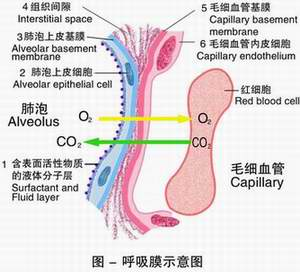 4 组织间隙
Interstitial space
3 肺泡上皮基膜
Alveolar basement
membrane
2 肺泡上皮细胞
Alveolar epithelial cell
5 毛细血管基膜
Capillary basement
membrane
6 毛细血管内皮细胞
Capillary endothelium
红细胞
Red blood cell
肺泡
Alveolus
O₂
O₂
CO₂
CO₂
1 含表面活性物质
的液体分子层
Surfactant and
Fluid layer
毛细血管
Capillary
图 – 呼吸膜示意图